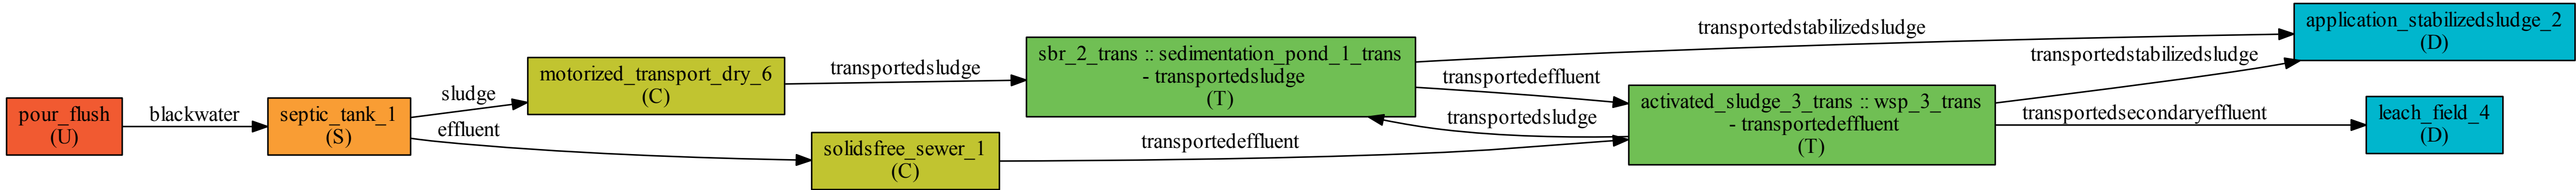 pour_flush
(U)
blackwater
septic_tank_1
(S)
sludge
effluent
motorized_transport_dry_6
(C)
solidsfree_sewer_1
(C)
transportedsludge
transportedeffluent
sbr_2_trans :: sedimentation_pond_1_trans
- transportedsludge
(T)
transportedstabilizedsludge
transportedeffluent
transportedsludge
activated_sludge_3_trans :: wsp_3_trans
- transportedeffluent
(T)
transportedstabilizedsludge
transportedsecondaryeffluent
application_stabilizedsludge_2
(D)
leach_field_4
(D)